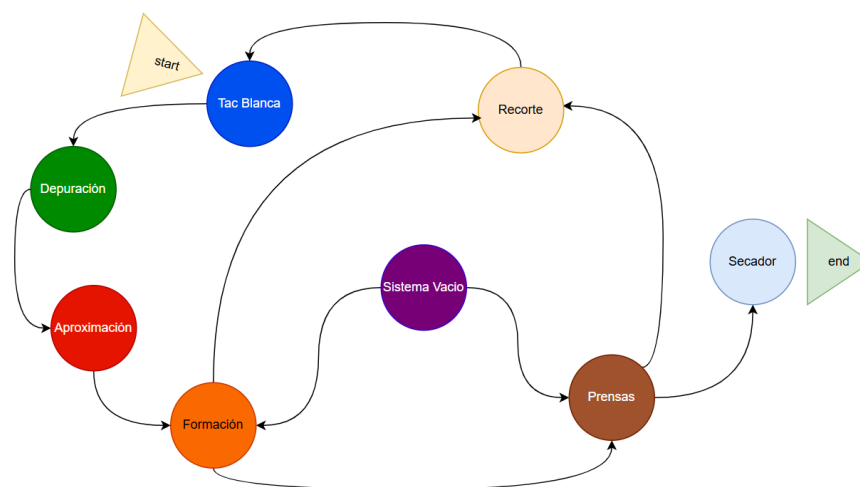 start
Tac Blanca
Recorte
Depuración
Secador
end
Sistema Vacio
Aproximación
Prensas
Formación